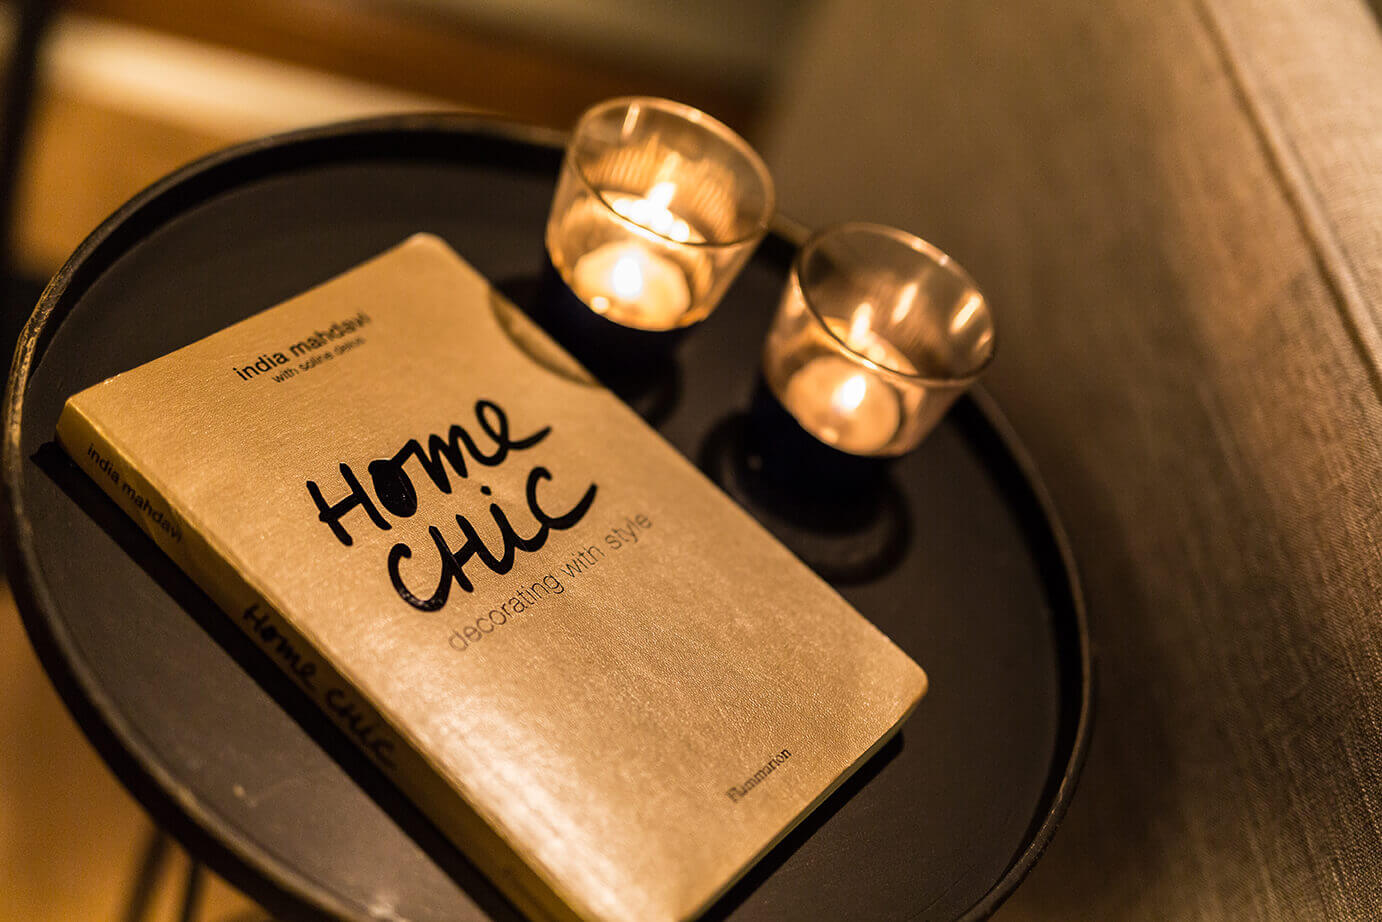 india mahdavi
with soline delos
Home
CHiC
decorating with style
Flammarion
india mahdavi
Home CHiC